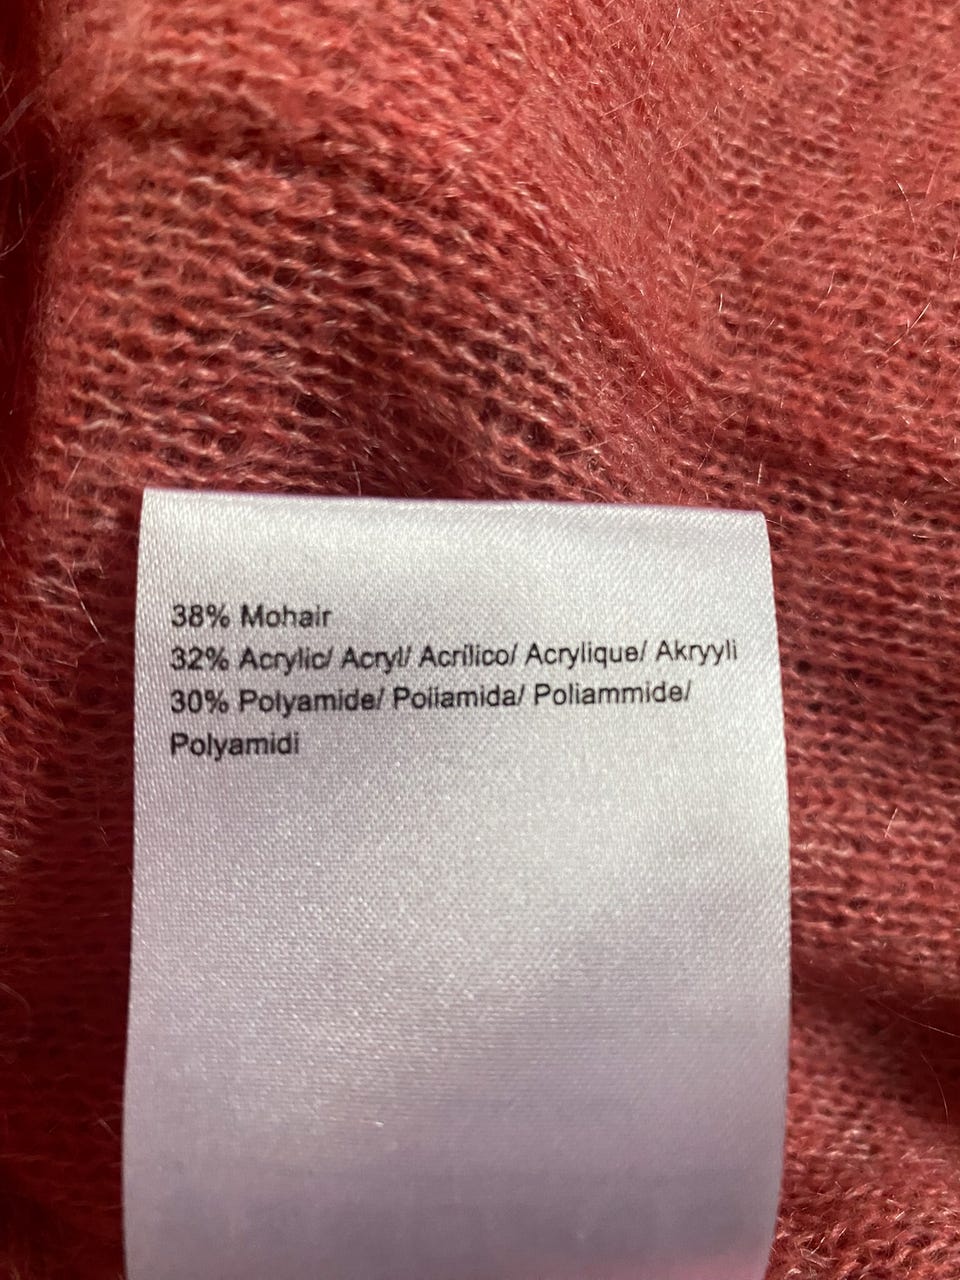 38% Mohair
32% Acrylic/ Acryl/ Acrílico/ Acrylique/ Akryyli
30% Polyamide/ Poliamida/ Poliammide/
Polyamidi